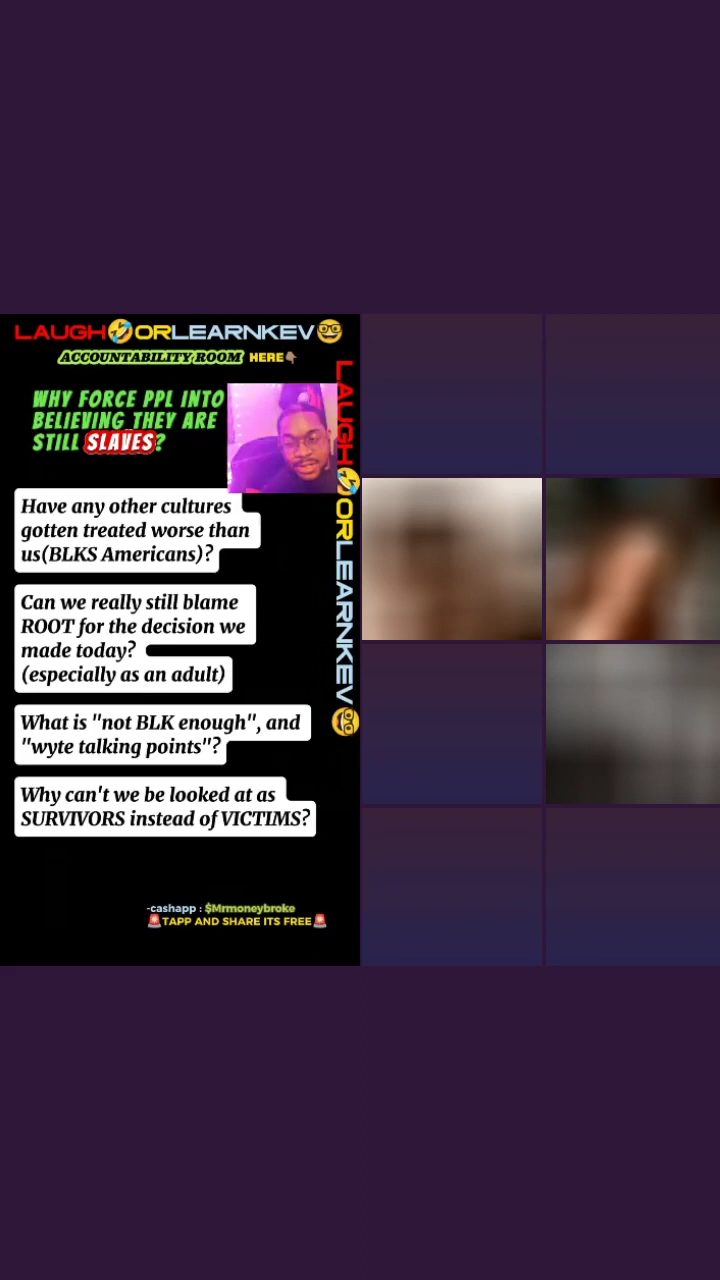 LAUGH🤣ORLEARNKEV🤓
ACCOUNTABILITY ROOM HERE👇🏽
WHY FORCE PPL INTO
BELIEVING THEY ARE
STILL SLAVES?
LAUGH🤣ORLEARNKEV🤓
Have any other cultures
gotten treated worse than
us(BLKS Americans)?
Can we really still blame
ROOT for the decision we
made today?
(especially as an adult)
What is "not BLK enough", and
"wyte talking points"?
Why can't we be looked at as
SURVIVORS instead of VICTIMS?
-cashapp : $Mrmoneybroke
🚨TAPP AND SHARE ITS FREE🚨